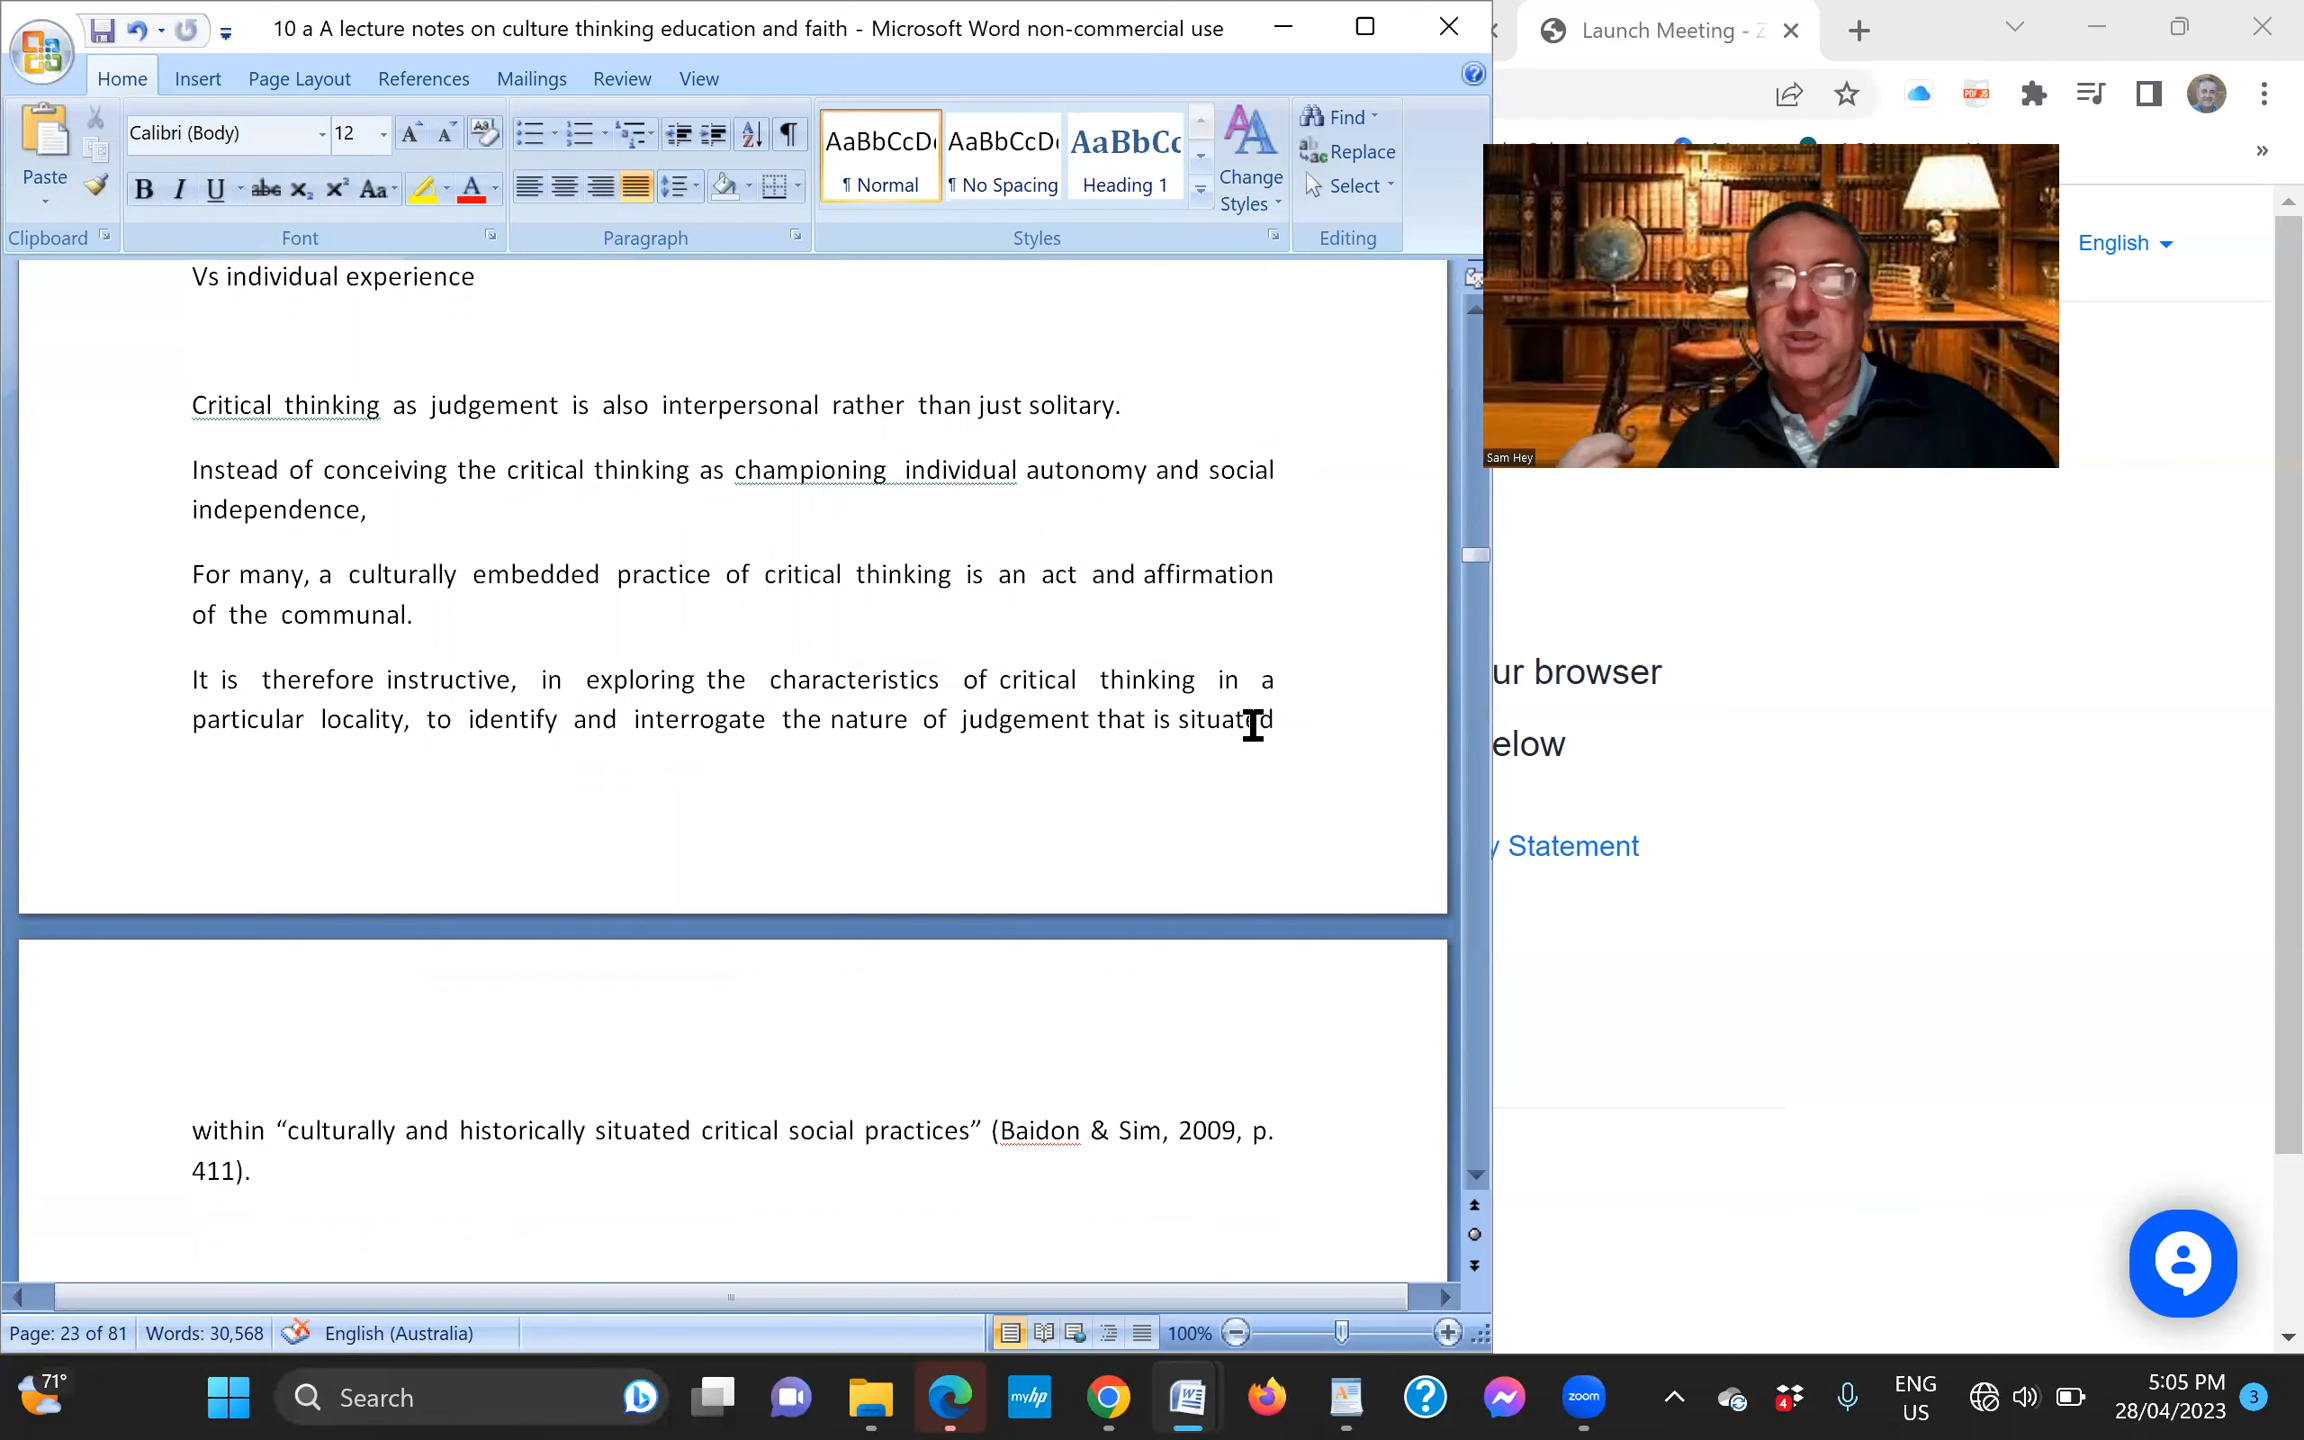 10 a A lecture notes on culture thinking education and faith - Microsoft Word non-commercial use
Launch Meeting - Z
Home Insert Page Layout References Mailings Review View
Calibri (Body) 12
Paste
Clipboard
Font
Paragraph
AaBbCcDc AaBbCcDc AaBbCc
¶ Normal ¶ No Spacing Heading 1
Change
Styles
Styles
Find
Replace
Select
Editing
English
Sam Hey
Vs individual experience
Critical thinking as judgement is also interpersonal rather than just solitary.
Instead of conceiving the critical thinking as championing individual autonomy and social
independence,
For many, a culturally embedded practice of critical thinking is an act and affirmation
of the communal.
It is therefore instructive, in exploring the characteristics of critical thinking in a
particular locality, to identify and interrogate the nature of judgement that is situated
within “culturally and historically situated critical social practices” (Baidon & Sim, 2009, p.
411).
ur browser
elow
y Statement
Page: 23 of 81 Words: 30,568 English (Australia) 100%
71°
Search
myhp
zoom
ENG
US
5:05 PM
28/04/2023
3